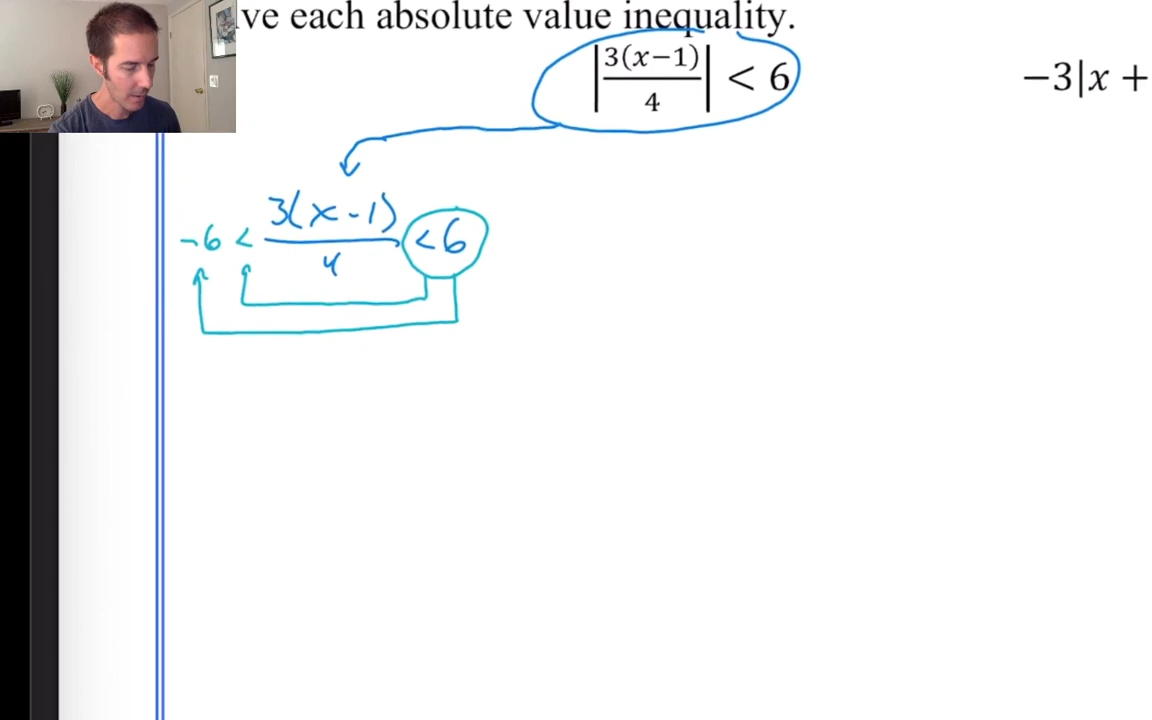 ve each absolute value inequality.
|3(x−1)/4| < 6
−3|x +
-6 < 3(x-1)/4 <6